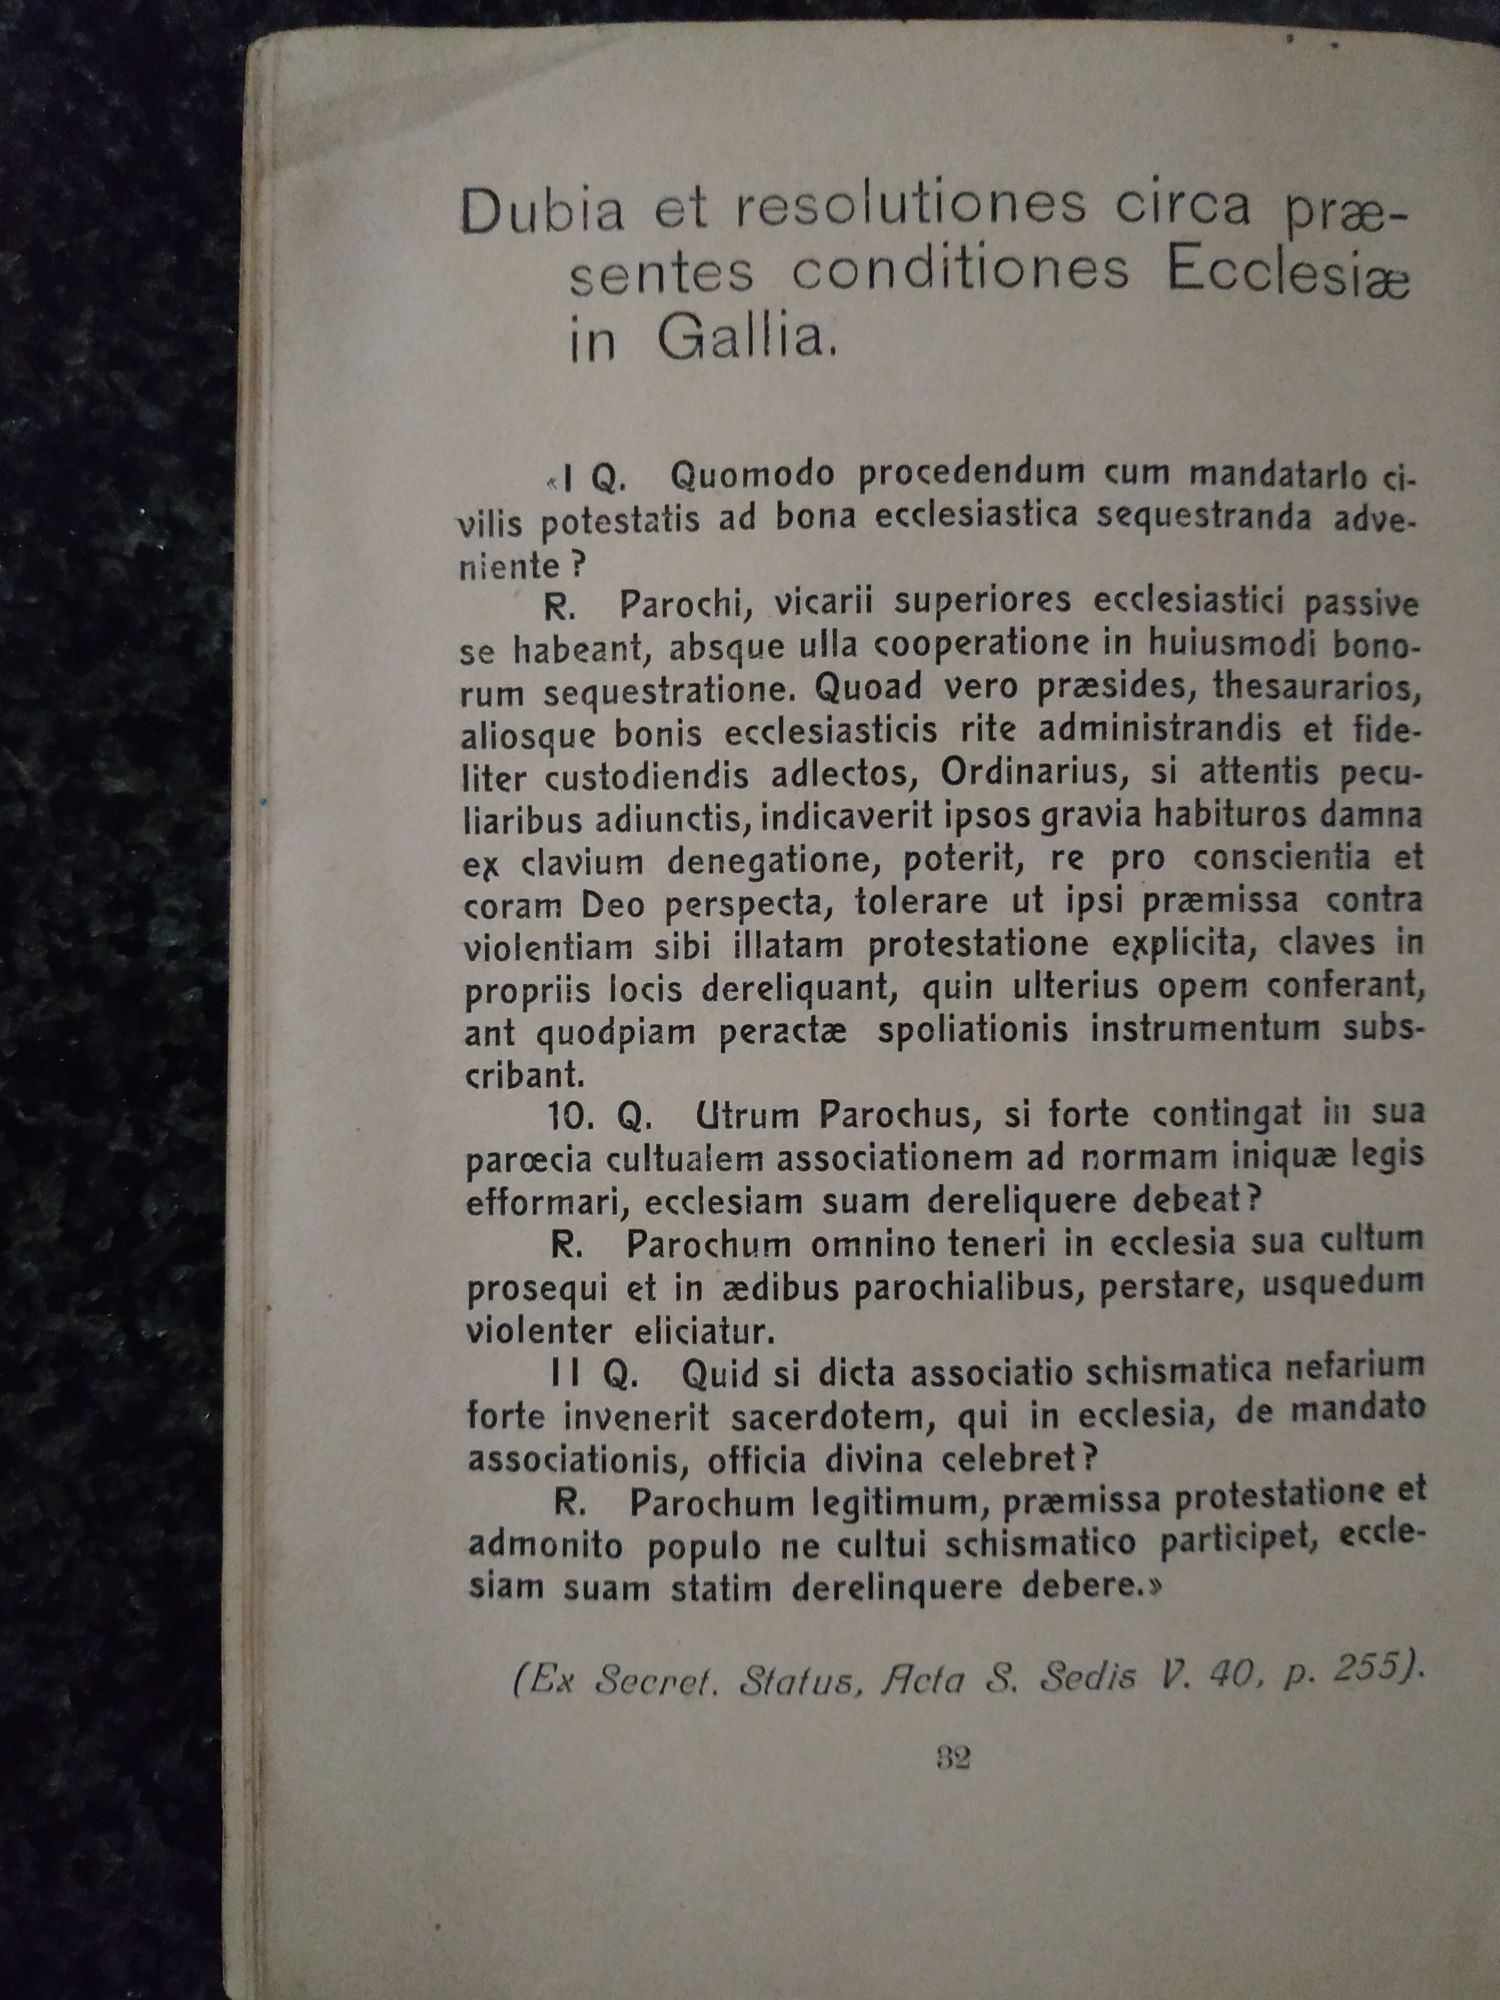 Dubia et resolutiones circa præ-
sentes conditiones Ecclesiæ
in Gallia.
«I Q. Quomodo procedendum cum mandatarIo ci-
vilis potestatis ad bona ecclesiastica sequestranda adve-
niente ?
R. Parochi, vicarii superiores ecclesiastici passive
se habeant, absque ulla cooperatione in huiusmodi bono-
rum sequestratione. Quoad vero præsides, thesaurarios,
aliosque bonis ecclesiasticis rite administrandis et fide-
liter custodiendis adlectos, Ordinarius, si attentis pecu-
liaribus adiunctis, indicaverit ipsos gravia habituros damna
ex clavium denegatione, poterit, re pro conscientia et
coram Deo perspecta, tolerare ut ipsi præmissa contra
violentiam sibi illatam protestatione explicita, claves in
propriis locis dereliquant, quin ulterius opem conferant,
ant quodpiam peractæ spoliationis instrumentum subs-
cribant.
10. Q. Utrum Parochus, si forte contingat in sua
parœcia cultualem associationem ad normam iniquæ legis
efformari, ecclesiam suam dereliquere debeat?
R. Parochum omnino teneri in ecclesia sua cultum
prosequi et in ædibus parochialibus, perstare, usquedum
violenter eliciatur.
II Q. Quid si dicta associatio schismatica nefarium
forte invenerit sacerdotem, qui in ecclesia, de mandato
associationis, officia divina celebret?
R. Parochum legitimum, præmissa protestatione et
admonito populo ne cultui schismatico participet, eccle-
siam suam statim derelinquere debere.»
(Ex Secret. Status, Acta S. Sedis V. 40, p. 255).
32